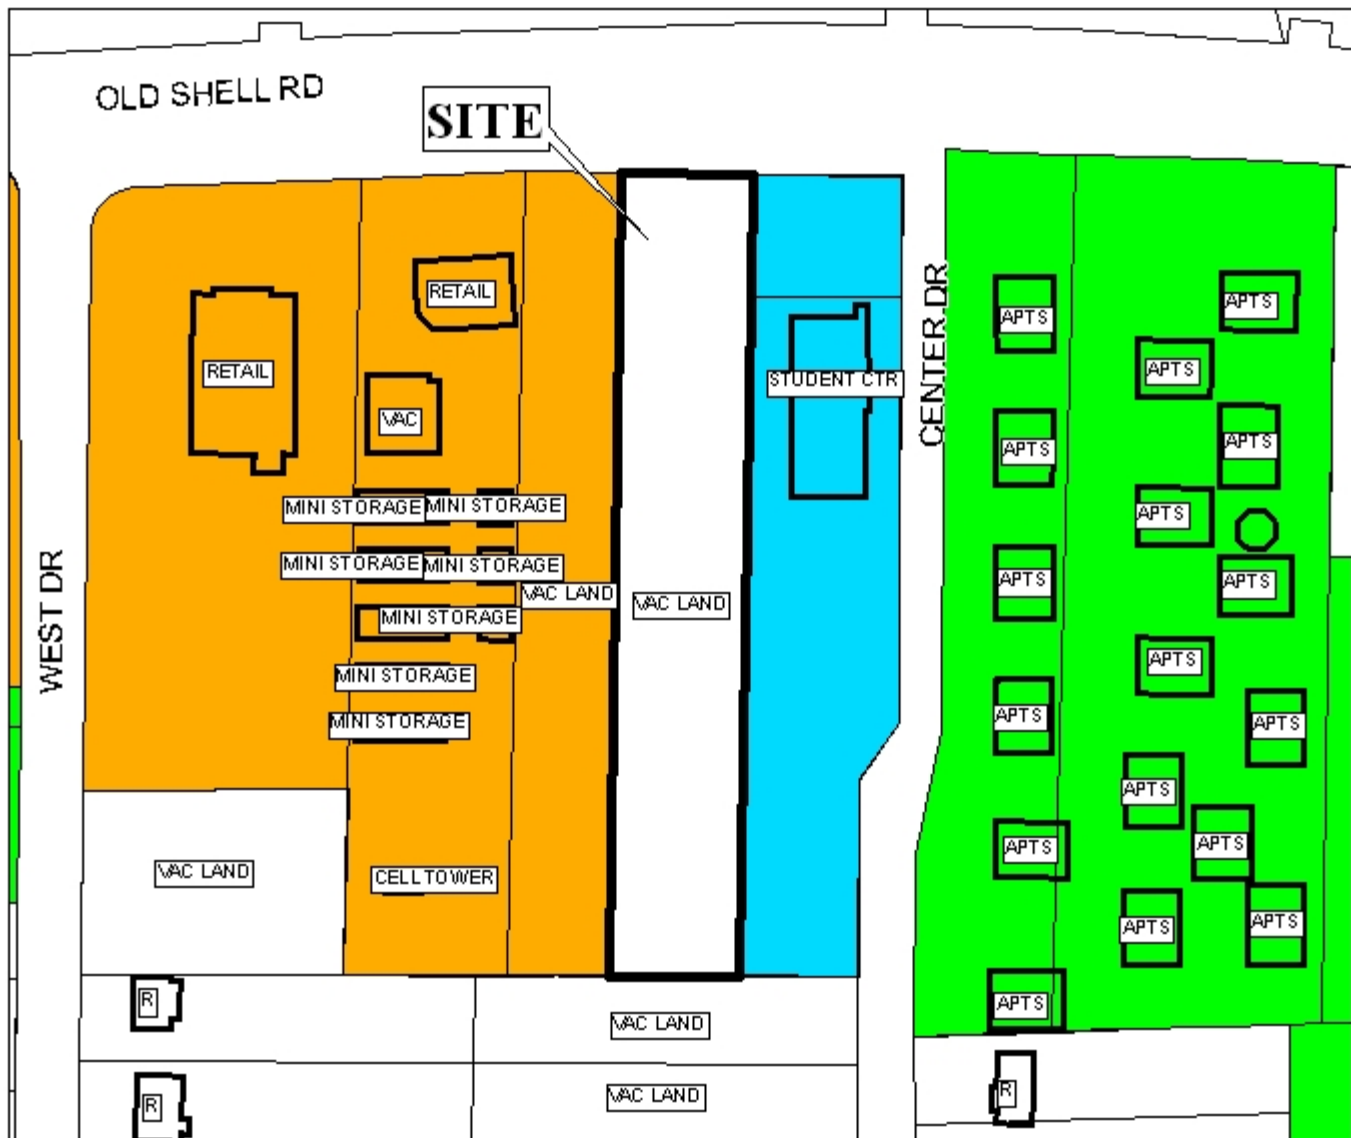 OLD SHELL RD
SITE
RETAIL
RETAIL
VAC
STUDENT CTR
CENTER DR
WEST DR
APTS
APTS
APTS
APTS
APTS
APTS
MINI STORAGE
MINI STORAGE
APTS
MINI STORAGE
MINI STORAGE
APTS
APTS
VAC LAND
VAC LAND
MINI STORAGE
MINI STORAGE
APTS
MINI STORAGE
APTS
APTS
APTS
APTS
APTS
VAC LAND
CELL TOWER
APTS
APTS
R
APTS
VAC LAND
R
VAC LAND
R